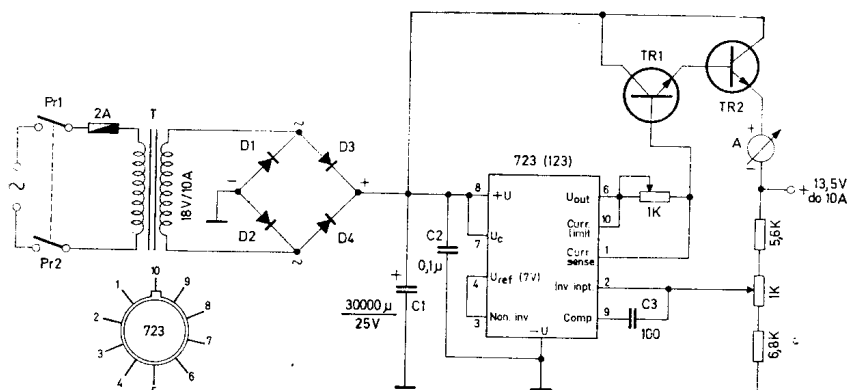 Pr1
2A
T
18V/10A
D1
D3
D2
D4
Pr2
-
+
2
2
TR1
TR2
+
A
-
+ 13,5V
do 10A
723 (123)
8
+U
Uout
6
1K
Curr.
limit
10
7
Uc
Curr
sense
1
Uref (7V)
4
Inv inpt.
2
Non. inv
3
Comp
9
-U
C3
100
C2
0,1µ
+
30000µ
25V
C1
5,6K
1K
6,8K
10
1
9
2
8
723
3
7
4
6
5